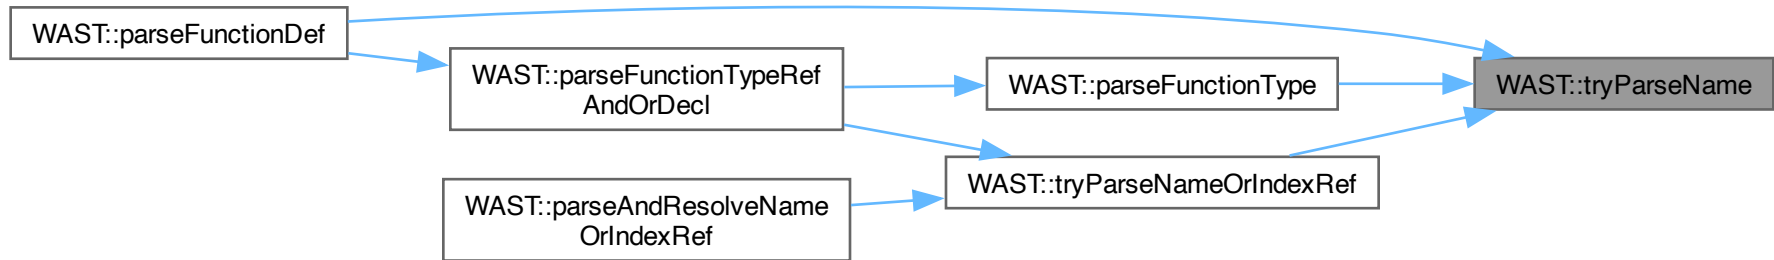 WAST::parseFunctionDef
WAST::parseFunctionTypeRef
AndOrDecl
WAST::parseFunctionType
WAST::tryParseName
WAST::tryParseNameOrIndexRef
WAST::parseAndResolveName
OrIndexRef